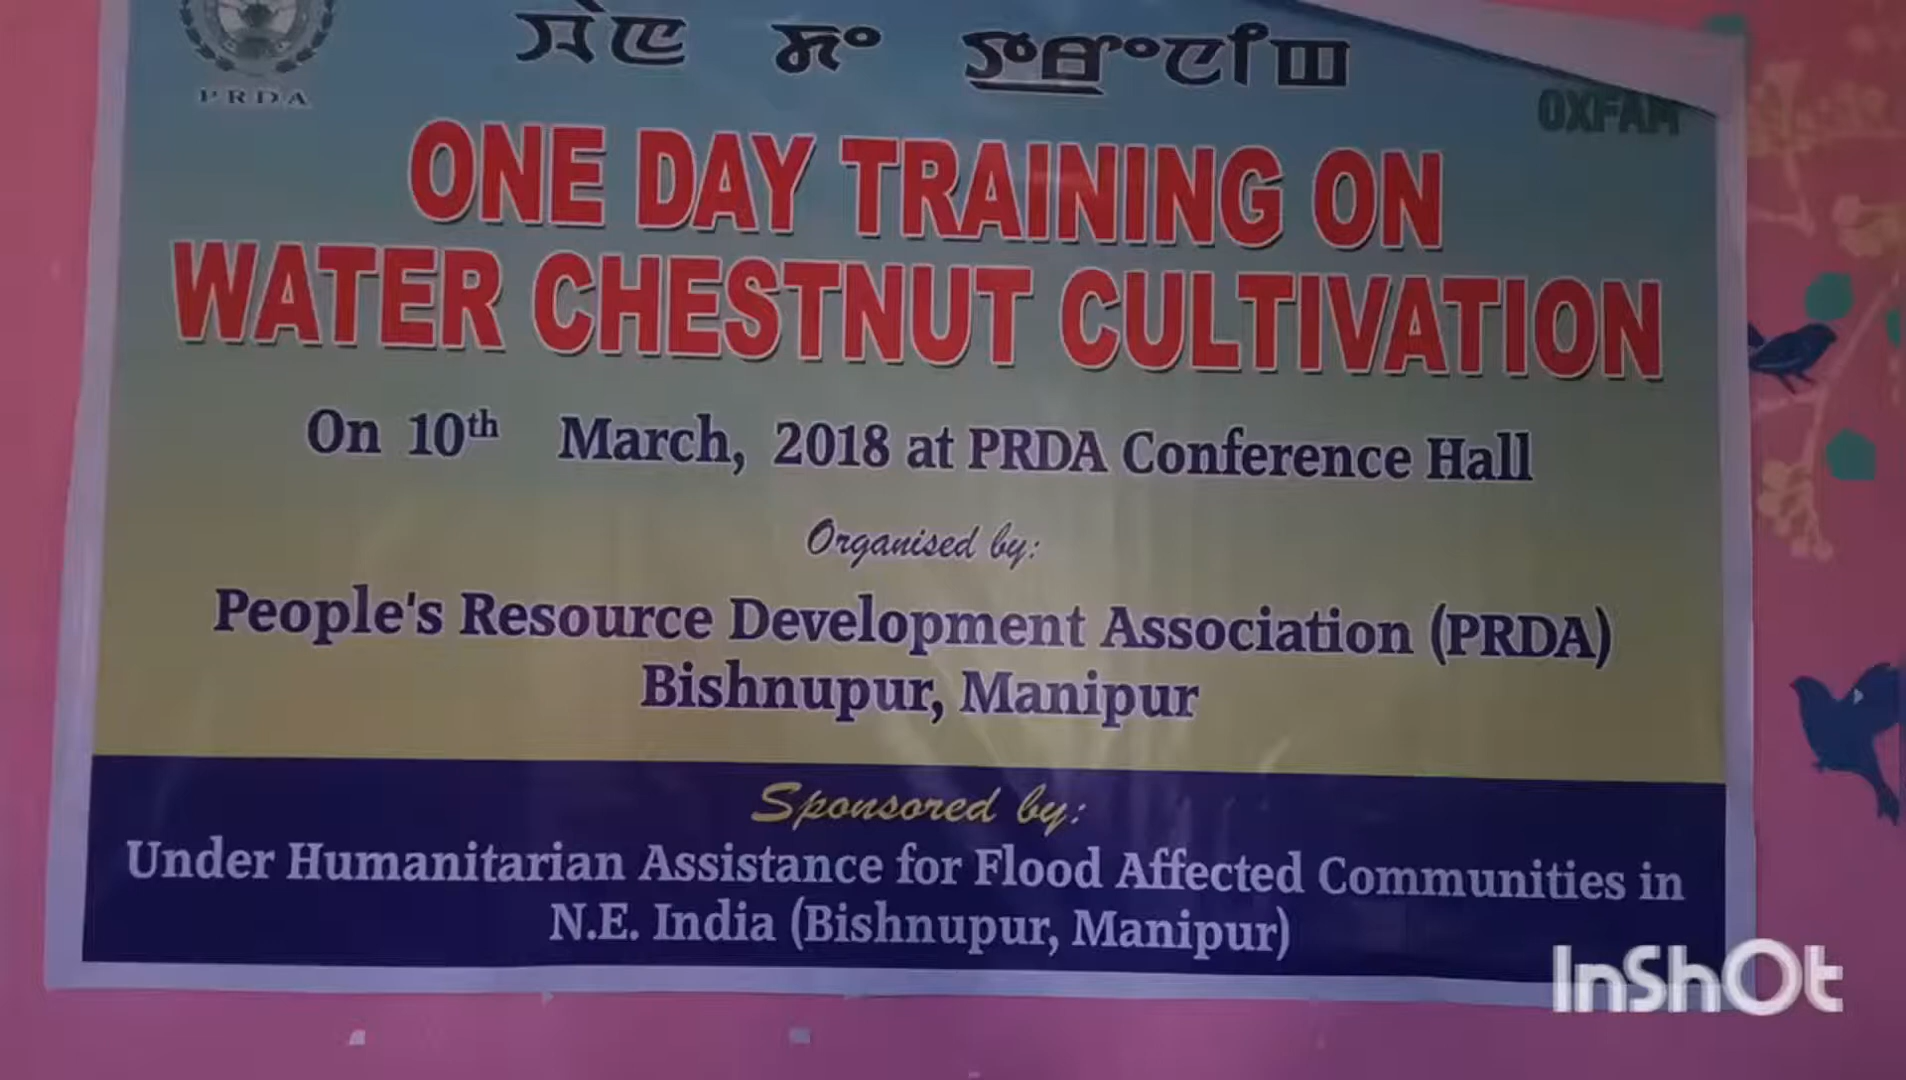 PRDA
OXFAM
ONE DAY TRAINING ON
WATER CHESTNUT CULTIVATION
On 10th March, 2018 at PRDA Conference Hall
Organised by:
People's Resource Development Association (PRDA)
Bishnupur, Manipur
Sponsored by:
Under Humanitarian Assistance for Flood Affected Communities in
N.E. India (Bishnupur, Manipur)
InShOt